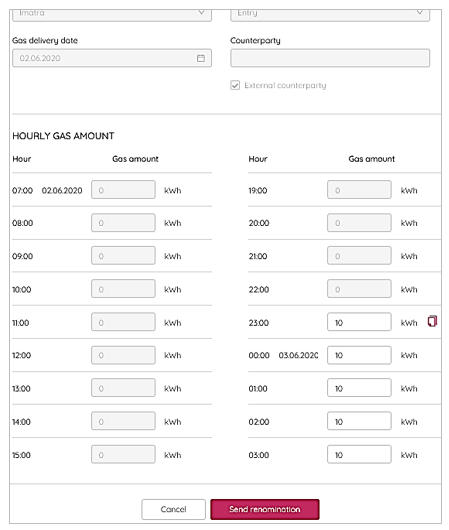 Imatra Entry
Gas delivery date Counterparty
02.06.2020
External counterparty
HOURLY GAS AMOUNT
Hour Gas amount Hour Gas amount
07:00 02.06.2020 0 kWh 19:00 0 kWh
08:00 0 kWh 20:00 0 kWh
09:00 0 kWh 21:00 0 kWh
10:00 0 kWh 22:00 0 kWh
11:00 0 kWh 23:00 10 kWh
12:00 0 kWh 00:00 03.06.2020 10 kWh
13:00 0 kWh 01:00 10 kWh
14:00 0 kWh 02:00 10 kWh
15:00 0 kWh 03:00 10 kWh
Cancel Send renomination